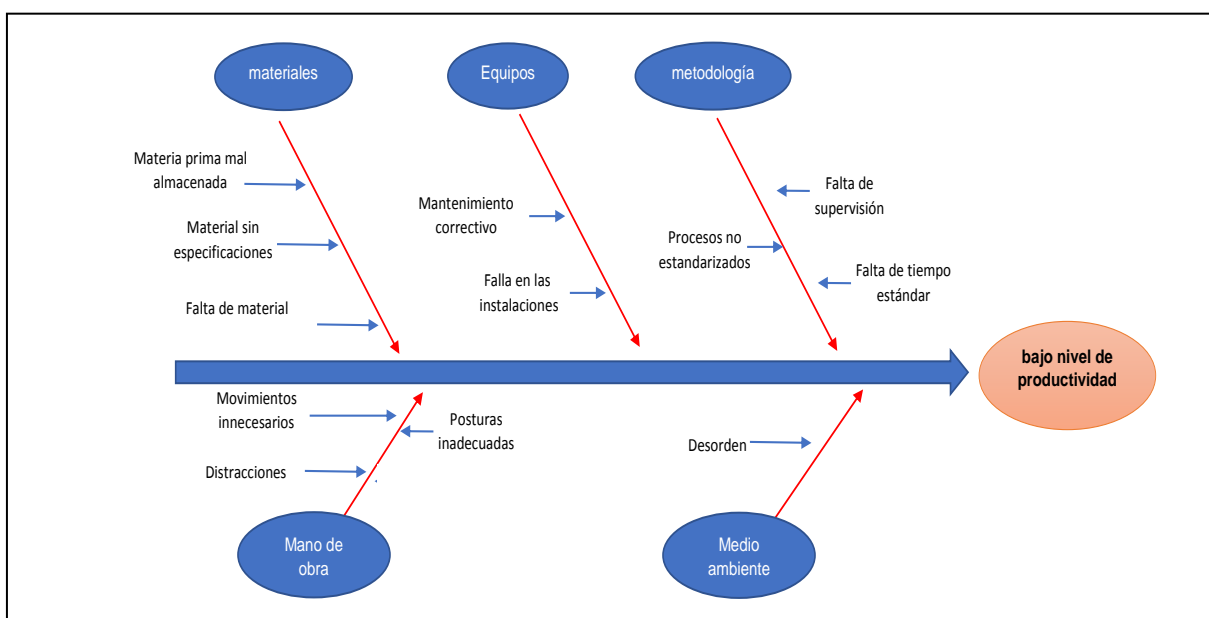 materiales
Equipos
metodología
Materia prima mal
almacenada
Material sin
especificaciones
Falta de material
Mantenimiento
correctivo
Falla en las
instalaciones
Falta de
supervisión
Procesos no
estandarizados
Falta de tiempo
estándar
bajo nivel de
productividad
Movimientos
innecesarios
Posturas
inadecuadas
Distracciones
Desorden
Mano de
obra
Medio
ambiente